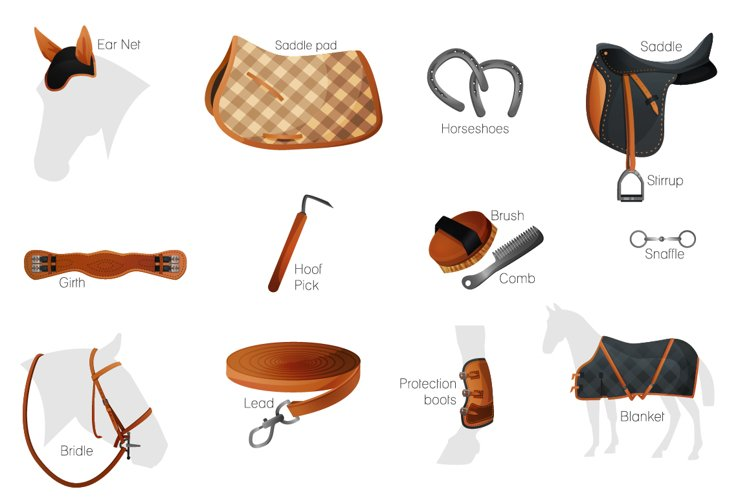 Ear Net
Saddle pad
Horseshoes
Saddle
Stirrup
Girth
Hoof
Pick
Brush
Comb
Snaffle
Bridle
Lead
Protection
boots
Blanket